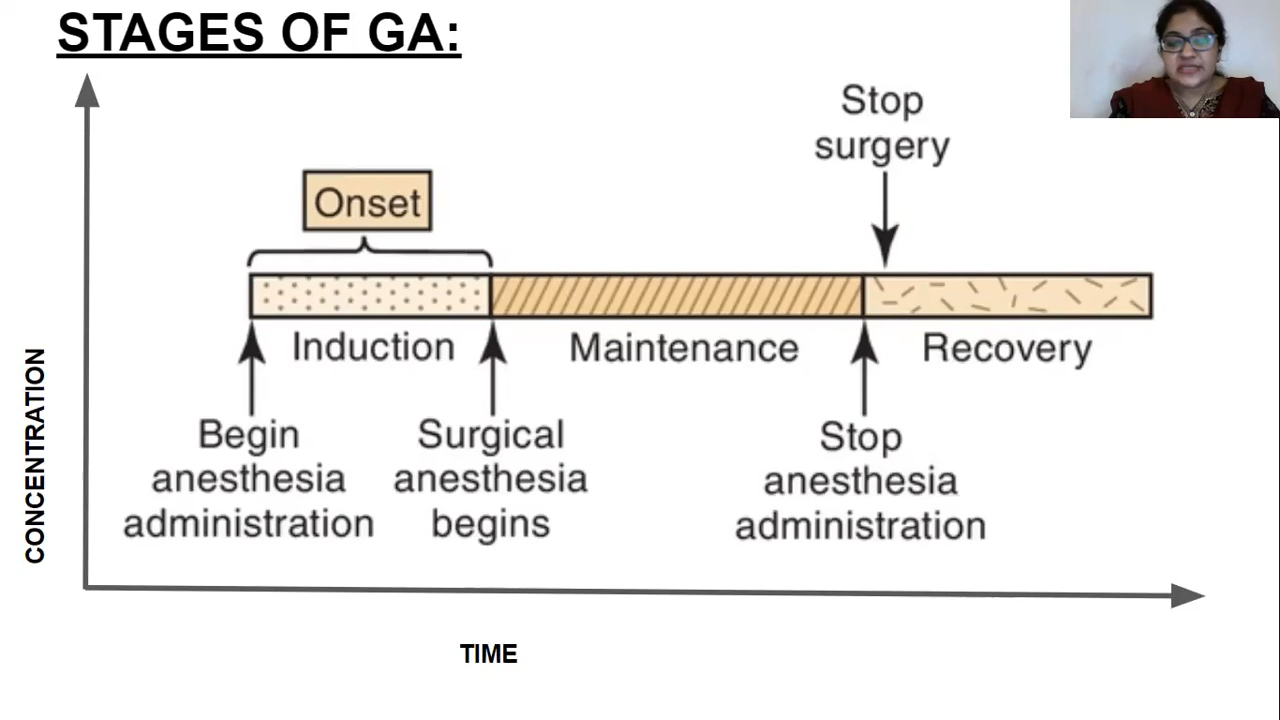 STAGES OF GA:
Stop
surgery
Onset
Induction
Maintenance
Recovery
Begin
anesthesia
administration
Surgical
anesthesia
begins
Stop
anesthesia
administration
CONCENTRATION
TIME